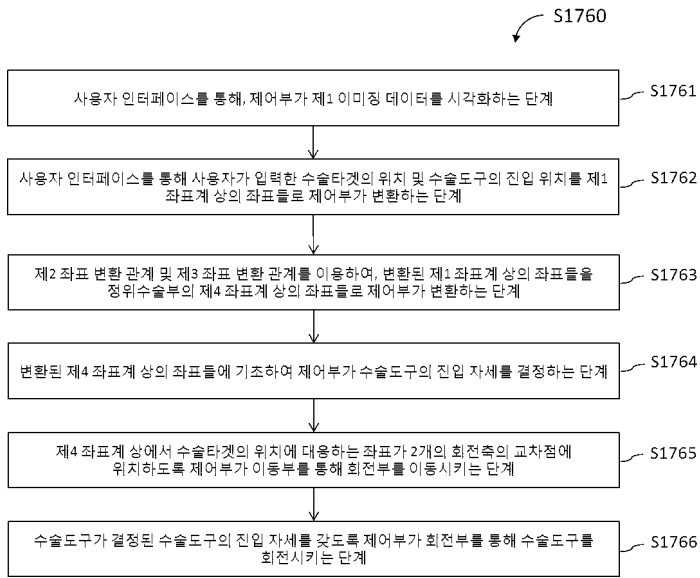 S1760
사용자 인터페이스를 통해, 제어부가 제1 이미징 데이터를 시각화하는 단계
S1761
사용자 인터페이스를 통해 사용자가 입력한 수술타겟의 위치 및 수술도구의 진입 위치를 제1
좌표계 상의 좌표들로 제어부가 변환하는 단계
S1762
제2 좌표 변환 관계 및 제3 좌표 변환 관계를 이용하여, 변환된 제1 좌표계 상의 좌표들을
정위수술부의 제4 좌표계 상의 좌표들로 제어부가 변환하는 단계
S1763
변환된 제4 좌표계 상의 좌표들에 기초하여 제어부가 수술도구의 진입 자세를 결정하는 단계
S1764
제4 좌표계 상에서 수술타겟의 위치에 대응하는 좌표가 2개의 회전축의 교차점에
위치하도록 제어부가 이동부를 통해 회전부를 이동시키는 단계
S1765
수술도구가 결정된 수술도구의 진입 자세를 갖도록 제어부가 회전부를 통해 수술도구를
회전시키는 단계
S1766